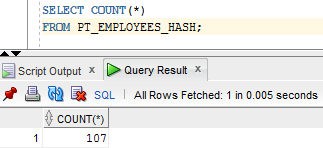 SELECT COUNT(*)
FROM PT_EMPLOYEES_HASH;
Script Output x Query Result x
SQL | All Rows Fetched: 1 in 0.005 seconds
COUNT(*)
1 107